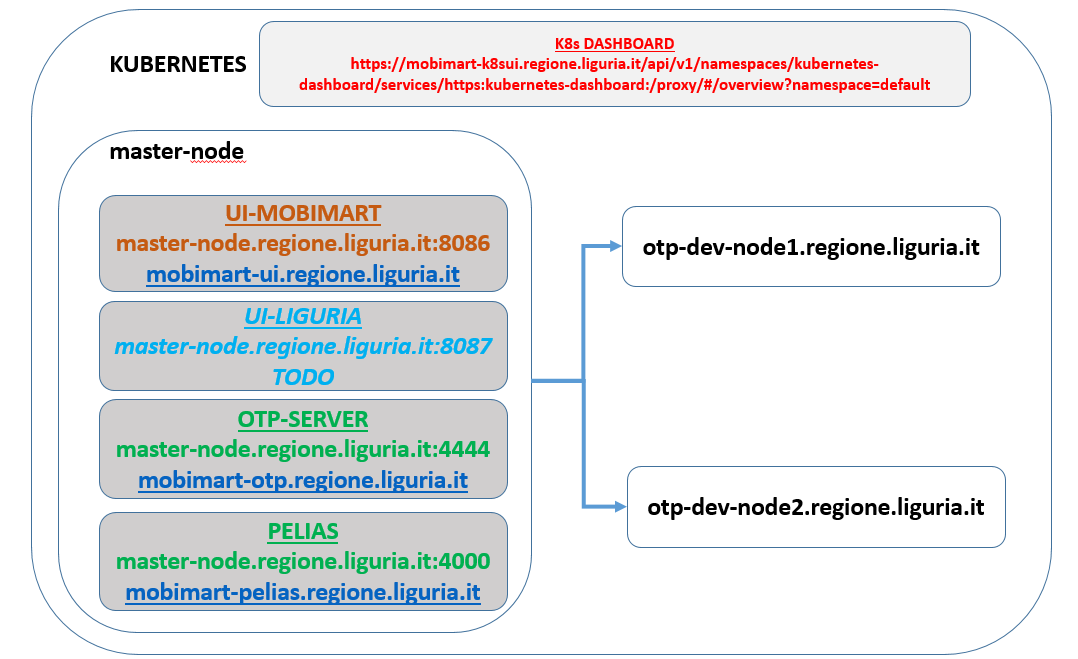 KUBERNETES
K8s DASHBOARD
https://mobimart-k8sui.regione.liguria.it/api/v1/namespaces/kubernetes-
dashboard/services/https:kubernetes-dashboard:/proxy/#/overview?namespace=default
master-node
UI-MOBIMART
master-node.regione.liguria.it:8086
mobimart-ui.regione.liguria.it
UI-LIGURIA
master-node.regione.liguria.it:8087
TODO
OTP-SERVER
master-node.regione.liguria.it:4444
mobimart-otp.regione.liguria.it
PELIAS
master-node.regione.liguria.it:4000
mobimart-pelias.regione.liguria.it
otp-dev-node1.regione.liguria.it
otp-dev-node2.regione.liguria.it